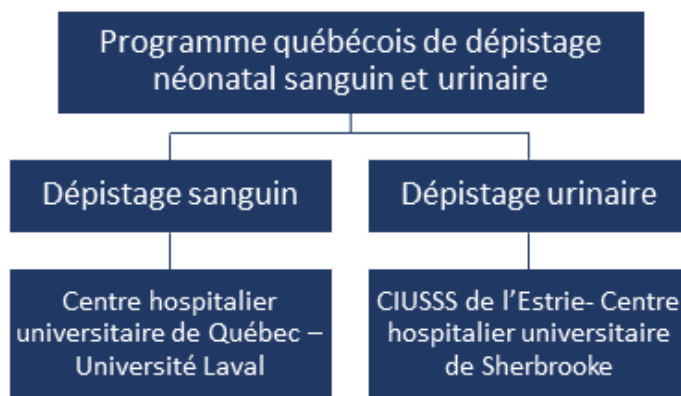 Programme québécois de dépistage
néonatal sanguin et urinaire
Dépistage sanguin
Dépistage urinaire
Centre hospitalier
universitaire de Québec –
Université Laval
CIUSSS de l'Estrie- Centre
hospitalier universitaire
de Sherbrooke